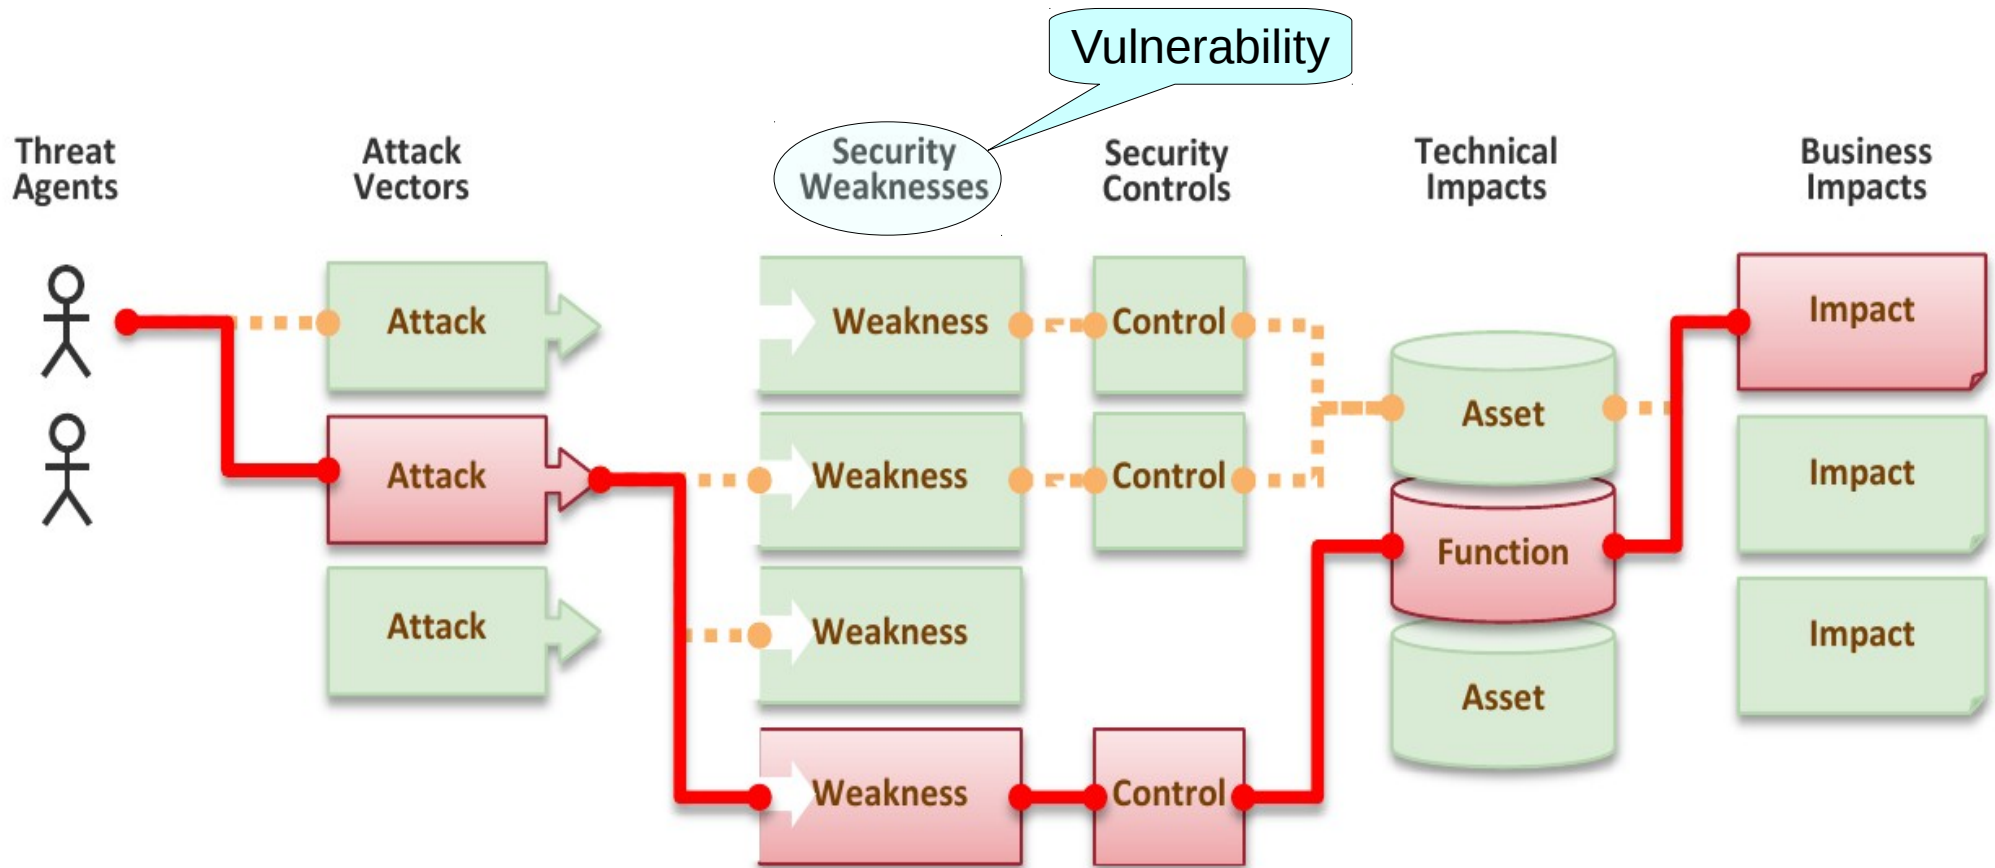 Vulnerability
Threat
Agents
Attack
Vectors
Security
Weaknesses
Security
Controls
Technical
Impacts
Business
Impacts
Attack
Weakness
Control
Impact
Asset
Attack
Weakness
Control
Impact
Function
Attack
Weakness
Impact
Asset
Weakness
Control